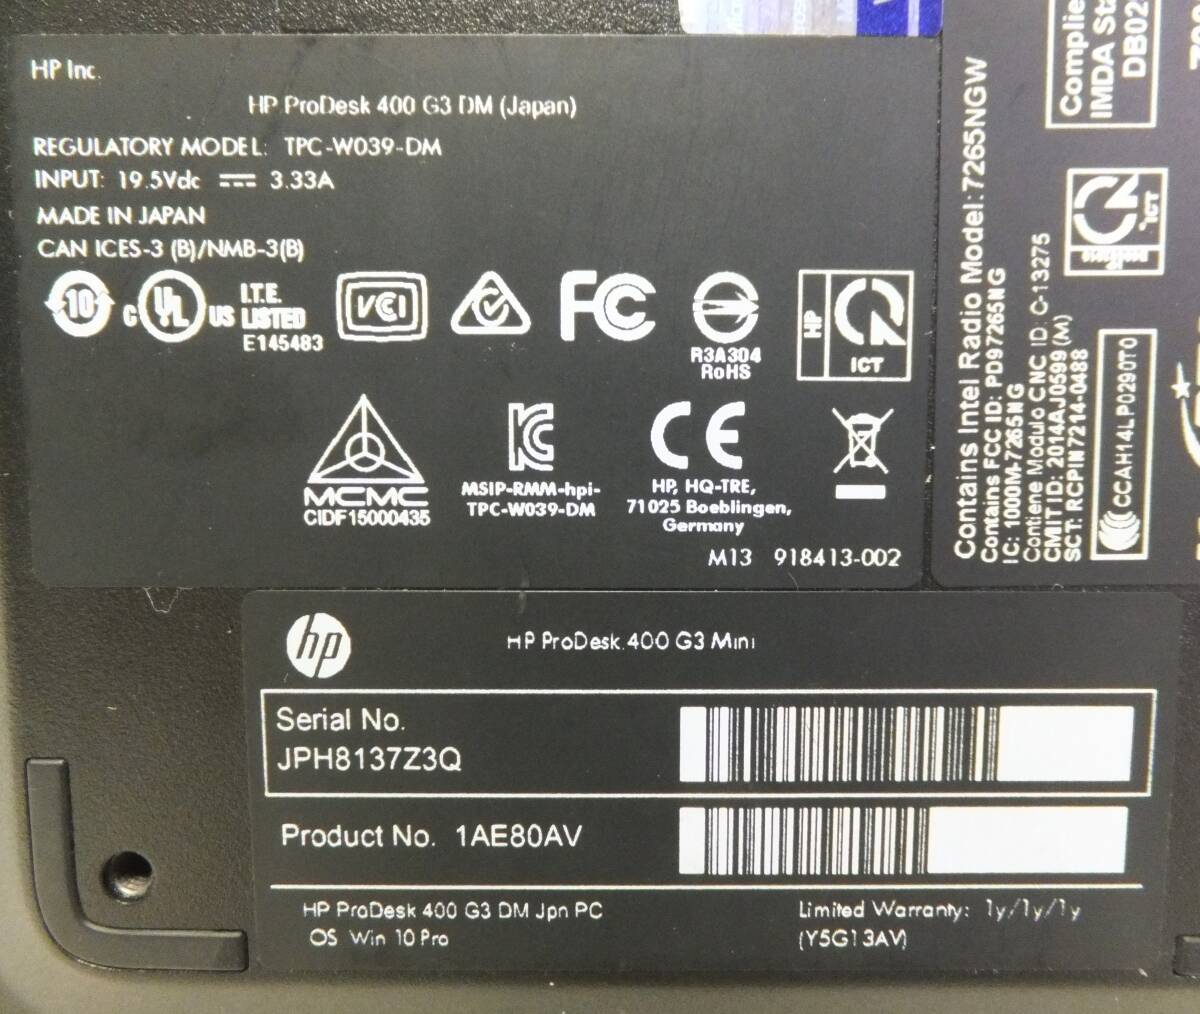 HP Inc.
HP ProDesk 400 G3 DM (Japan)
REGULATORY MODEL: TPC-W039-DM
INPUT: 19.5Vdc 3.33A
MADE IN JAPAN
CAN ICES-3 (B)/NMB-3(B)
10
C UL US
I.T.E.
LISTED
E145483
VCI
FC
R3A304
RoHS
HP
ICT
MCMC
CIDF15000435
MSIP-RMM-hpi-
TPC-W039-DM
CE
HP, HQ-TRE,
71025 Boeblingen,
Germany
M13 918413-002
Contains Intel Radio Model:7265NGW
Contains FCC ID: PD97265NG
IC: 1000M-7265NG
Contiene Modulo CNC ID: C-13275
CMIT ID: 2014AJ0599 (M)
SCT: RCPIN7214-0488
CCAH14LP0290T0
ICT
Complie
IMDA Sta
DB02
hp
HP ProDesk 400 G3 Mini
Serial No.
JPH8137Z3Q
Product No. 1AE80AV
HP ProDesk 400 G3 DM Jpn PC
OS Win 10 Pro
Limited Warranty: 1y/1y/1y
(Y5G13AV)